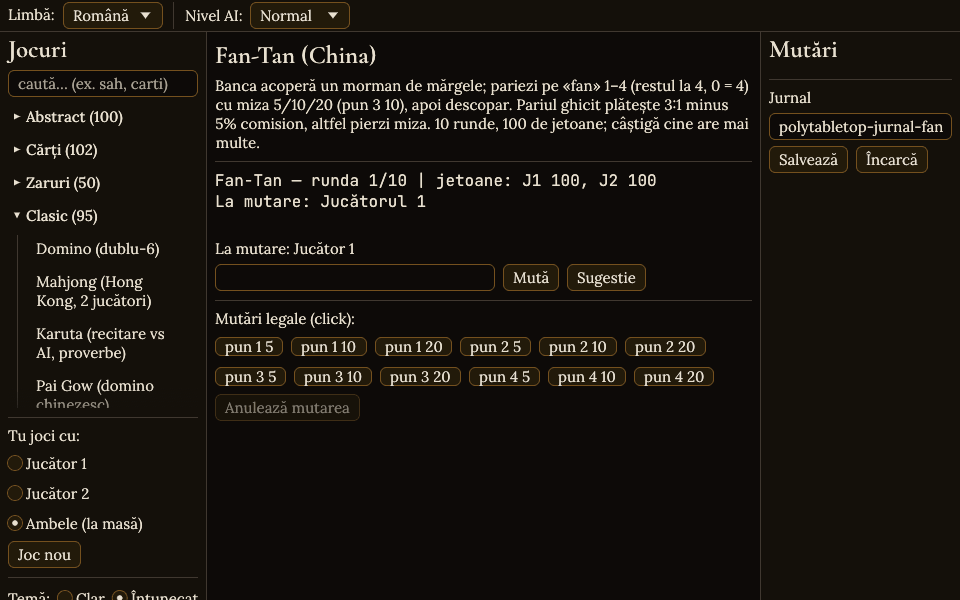 Limbă: Română ▼ Nivel AI: Normal ▼
Jocuri
caută... (ex. sah, carti)
▸ Abstract (100)
▸ Cărți (102)
▸ Zaruri (50)
▾ Clasic (95)
Domino (dublu-6)
Mahjong (Hong
Kong, 2 jucători)
Karuta (recitare vs
AI, proverbe)
Pai Gow (domino
chinezesc)
Tu joci cu:
Jucător 1
Jucător 2
Ambele (la masă)
Joc nou
Temă: Clar Întunecat
Fan-Tan (China)
Banca acoperă un morman de mărgele; pariezi pe «fan» 1–4 (restul la 4, 0 = 4)
cu miza 5/10/20 (pun 3 10), apoi descopar. Pariul ghicit plătește 3:1 minus
5% comision, altfel pierzi miza. 10 runde, 100 de jetoane; câștigă cine are mai
multe.
Fan-Tan — runda 1/10 | jetoane: J1 100, J2 100
La mutare: Jucătorul 1
La mutare: Jucător 1
Mută Sugestie
Mutări legale (click):
pun 1 5 pun 1 10 pun 1 20 pun 2 5 pun 2 10 pun 2 20
pun 3 5 pun 3 10 pun 3 20 pun 4 5 pun 4 10 pun 4 20
Anulează mutarea
Mutări
Jurnal
polytabletop-jurnal-fan
Salvează Încarcă